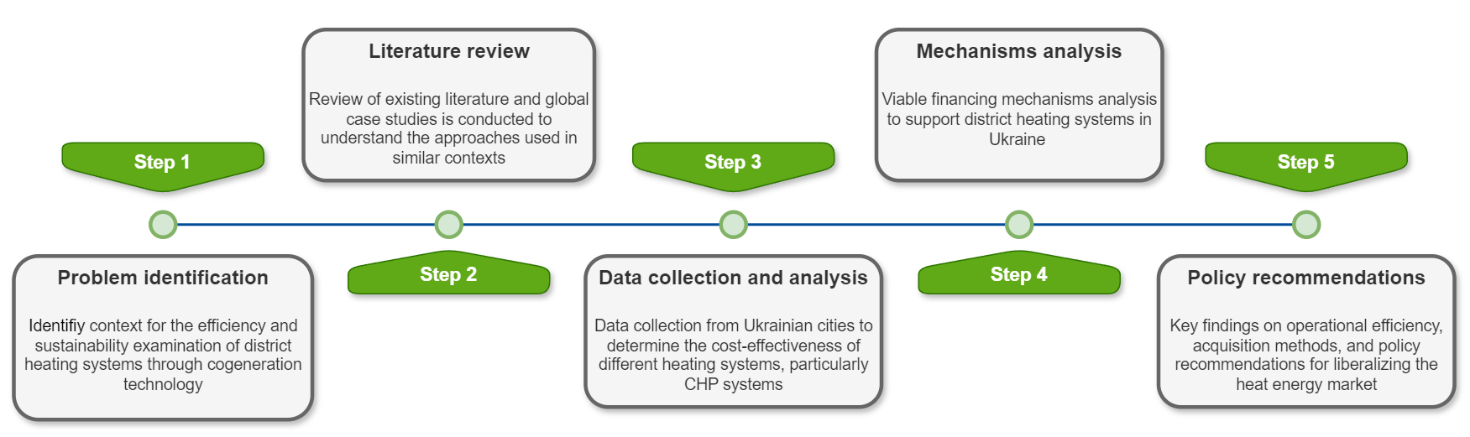 Step 1
Problem identification
Identifiy context for the efficiency and
sustainability examination of district
heating systems through cogeneration
technology
Literature review
Review of existing literature and global
case studies is conducted to
understand the approaches used in
similar contexts
Step 2
Step 3
Data collection and analysis
Data collection from Ukrainian cities to
determine the cost-effectiveness of
different heating systems, particularly
CHP systems
Mechanisms analysis
Viable financing mechanisms analysis
to support district heating systems in
Ukraine
Step 4
Step 5
Policy recommendations
Key findings on operational efficiency,
acquisition methods, and policy
recommendations for liberalizing the
heat energy market